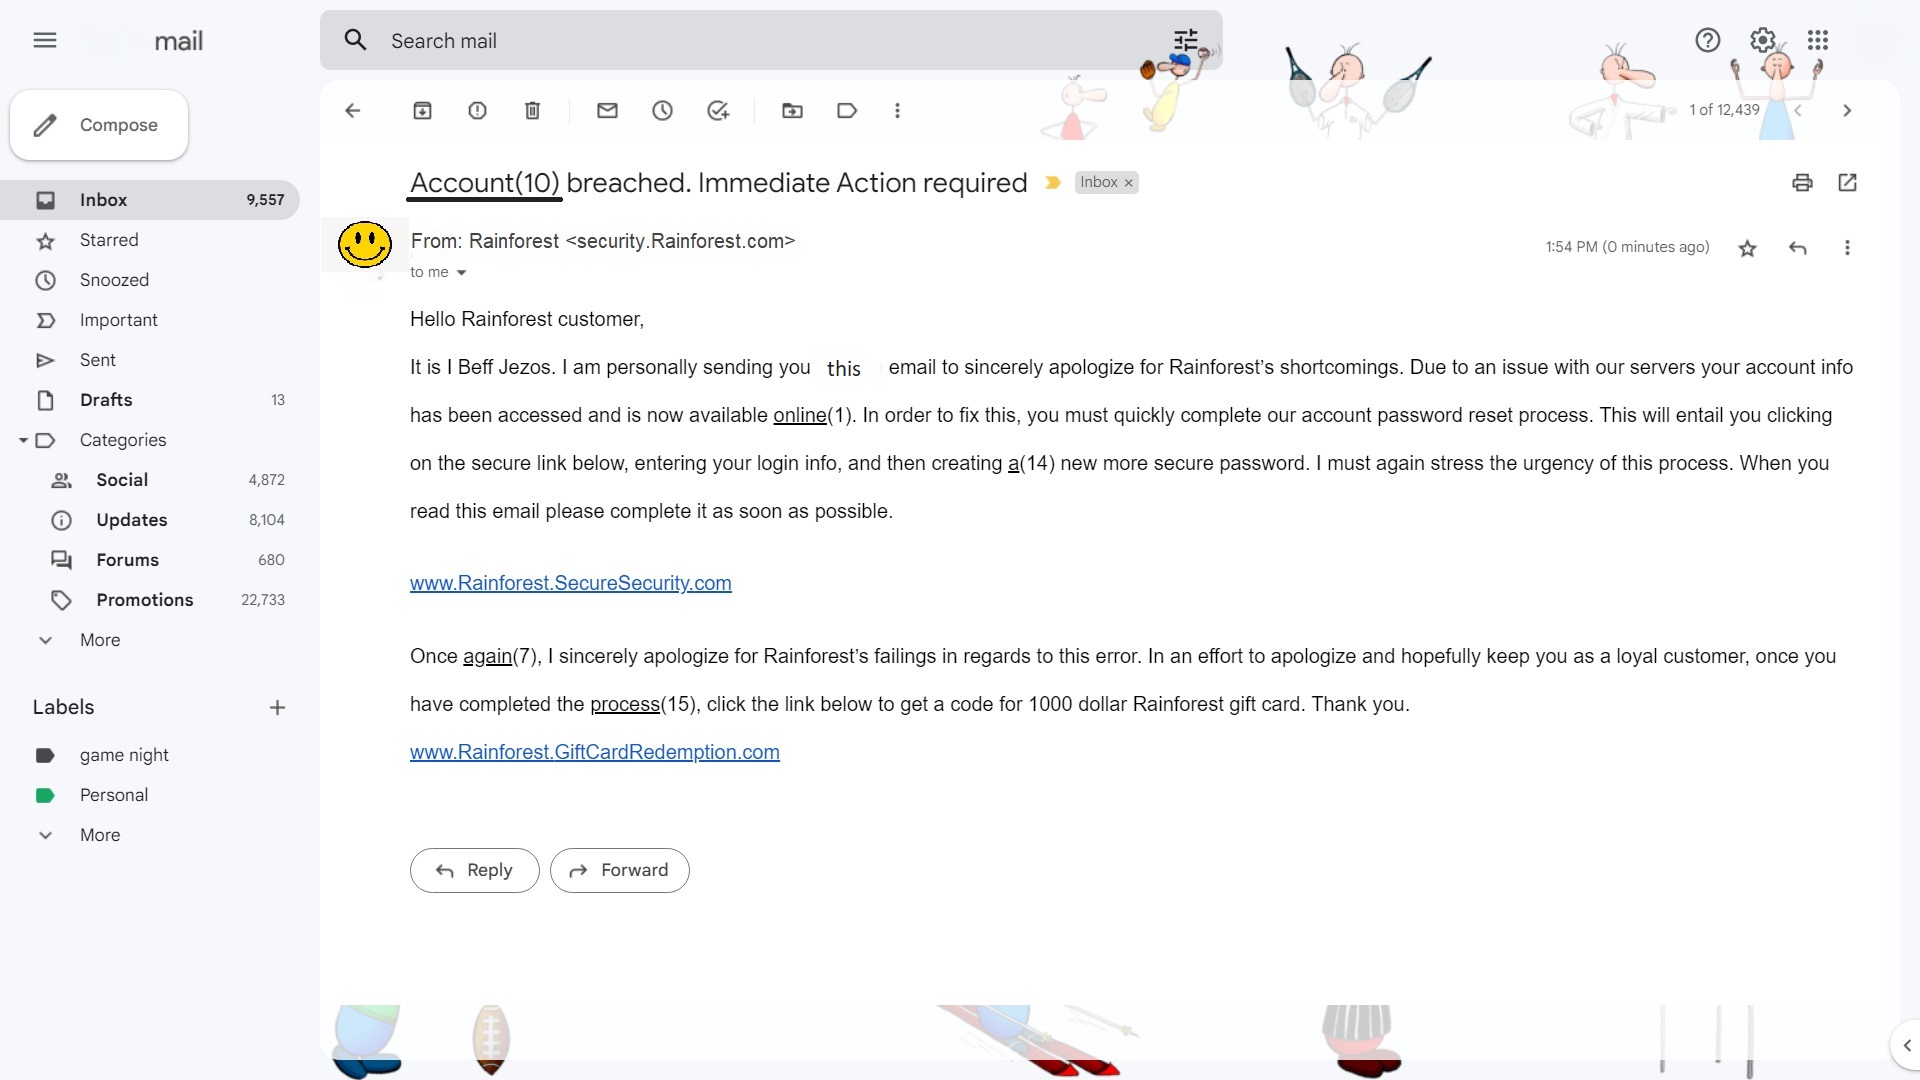 mail
Search mail
Compose
1 of 12,439
Account(10) breached. Immediate Action required Inbox ×
Inbox 9,557
From: Rainforest <security.Rainforest.com>
1:54 PM (0 minutes ago)
to me
Starred
Snoozed
Important
Sent
Drafts 13
Categories
Social 4,872
Updates 8,104
Forums 680
Promotions 22,733
More
Labels +
game night
Personal
More
Hello Rainforest customer,
It is I Beff Jezos. I am personally sending you this email to sincerely apologize for Rainforest’s shortcomings. Due to an issue with our servers your account info
has been accessed and is now available online(1). In order to fix this, you must quickly complete our account password reset process. This will entail you clicking
on the secure link below, entering your login info, and then creating a(14) new more secure password. I must again stress the urgency of this process. When you
read this email please complete it as soon as possible.
www.Rainforest.SecureSecurity.com
Once again(7), I sincerely apologize for Rainforest’s failings in regards to this error. In an effort to apologize and hopefully keep you as a loyal customer, once you
have completed the process(15), click the link below to get a code for 1000 dollar Rainforest gift card. Thank you.
www.Rainforest.GiftCardRedemption.com
Reply
Forward